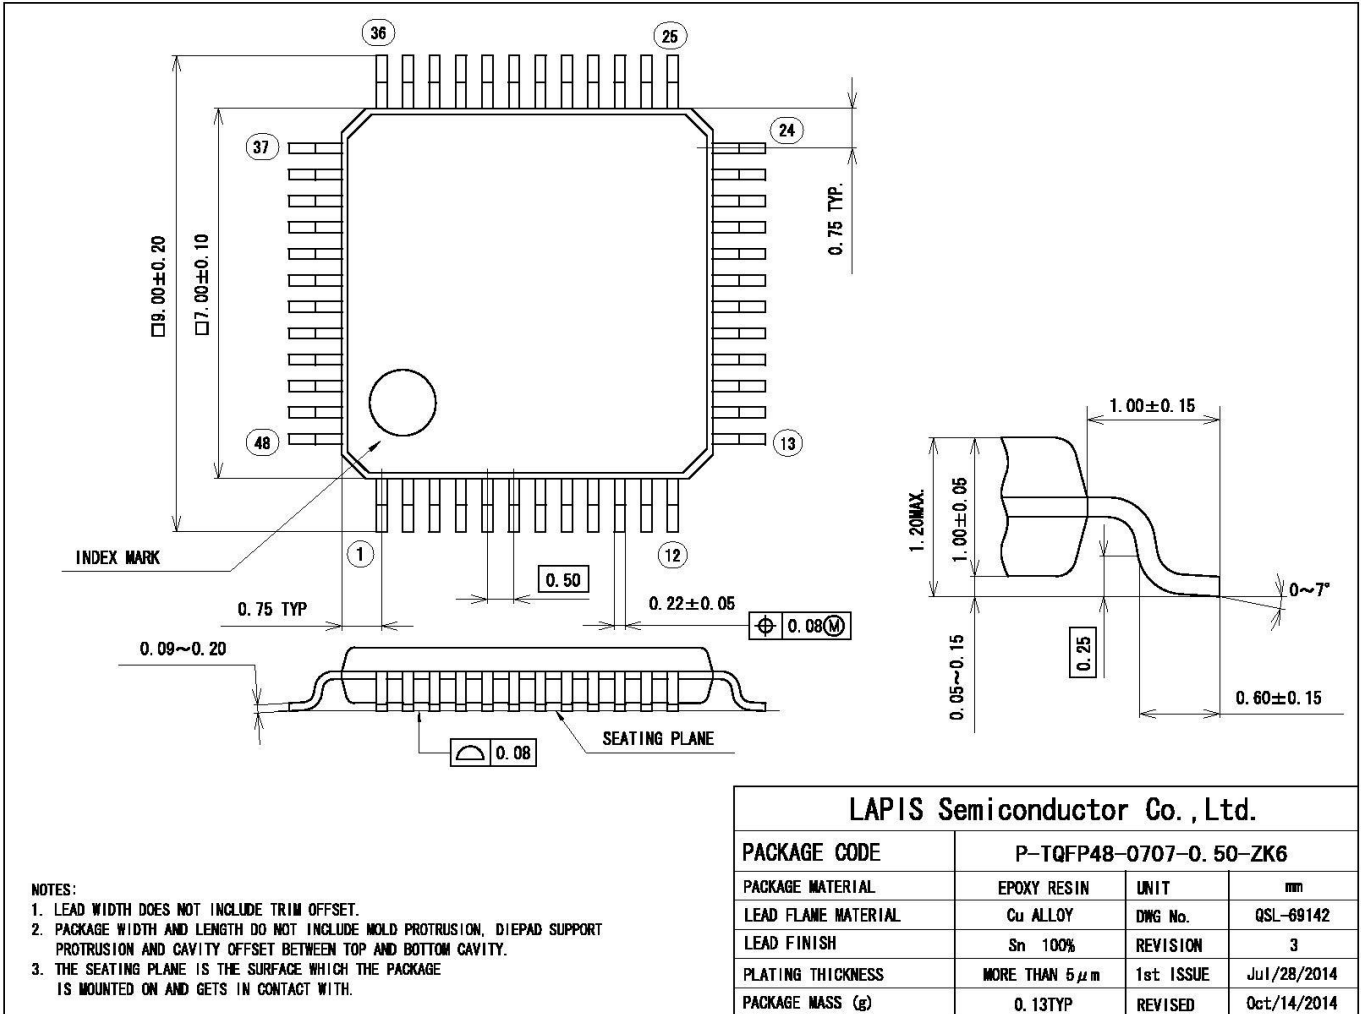 36
25
24
37
□9.00±0.20
□7.00±0.10
0.75 TYP.
48
13
1
12
INDEX MARK
0.50
0.75 TYP
0.22±0.05
0.08Ⓜ
0.09~0.20
SEATING PLANE
0.08
1.00±0.15
1.20MAX.
1.00±0.05
0~7°
0.25
0.05~0.15
0.60±0.15
NOTES:
1. LEAD WIDTH DOES NOT INCLUDE TRIM OFFSET.
2. PACKAGE WIDTH AND LENGTH DO NOT INCLUDE MOLD PROTRUSION, DIEPAD SUPPORT
PROTRUSION AND CAVITY OFFSET BETWEEN TOP AND BOTTOM CAVITY.
3. THE SEATING PLANE IS THE SURFACE WHICH THE PACKAGE
IS MOUNTED ON AND GETS IN CONTACT WITH.
LAPIS Semiconductor Co.,Ltd.
PACKAGE CODE P-TQFP48-0707-0.50-ZK6
PACKAGE MATERIAL EPOXY RESIN UNIT mm
LEAD FLAME MATERIAL Cu ALLOY DWG No. QSL-69142
LEAD FINISH Sn 100% REVISION 3
PLATING THICKNESS MORE THAN 5μm 1st ISSUE Jul/28/2014
PACKAGE MASS (g) 0.13TYP REVISED Oct/14/2014